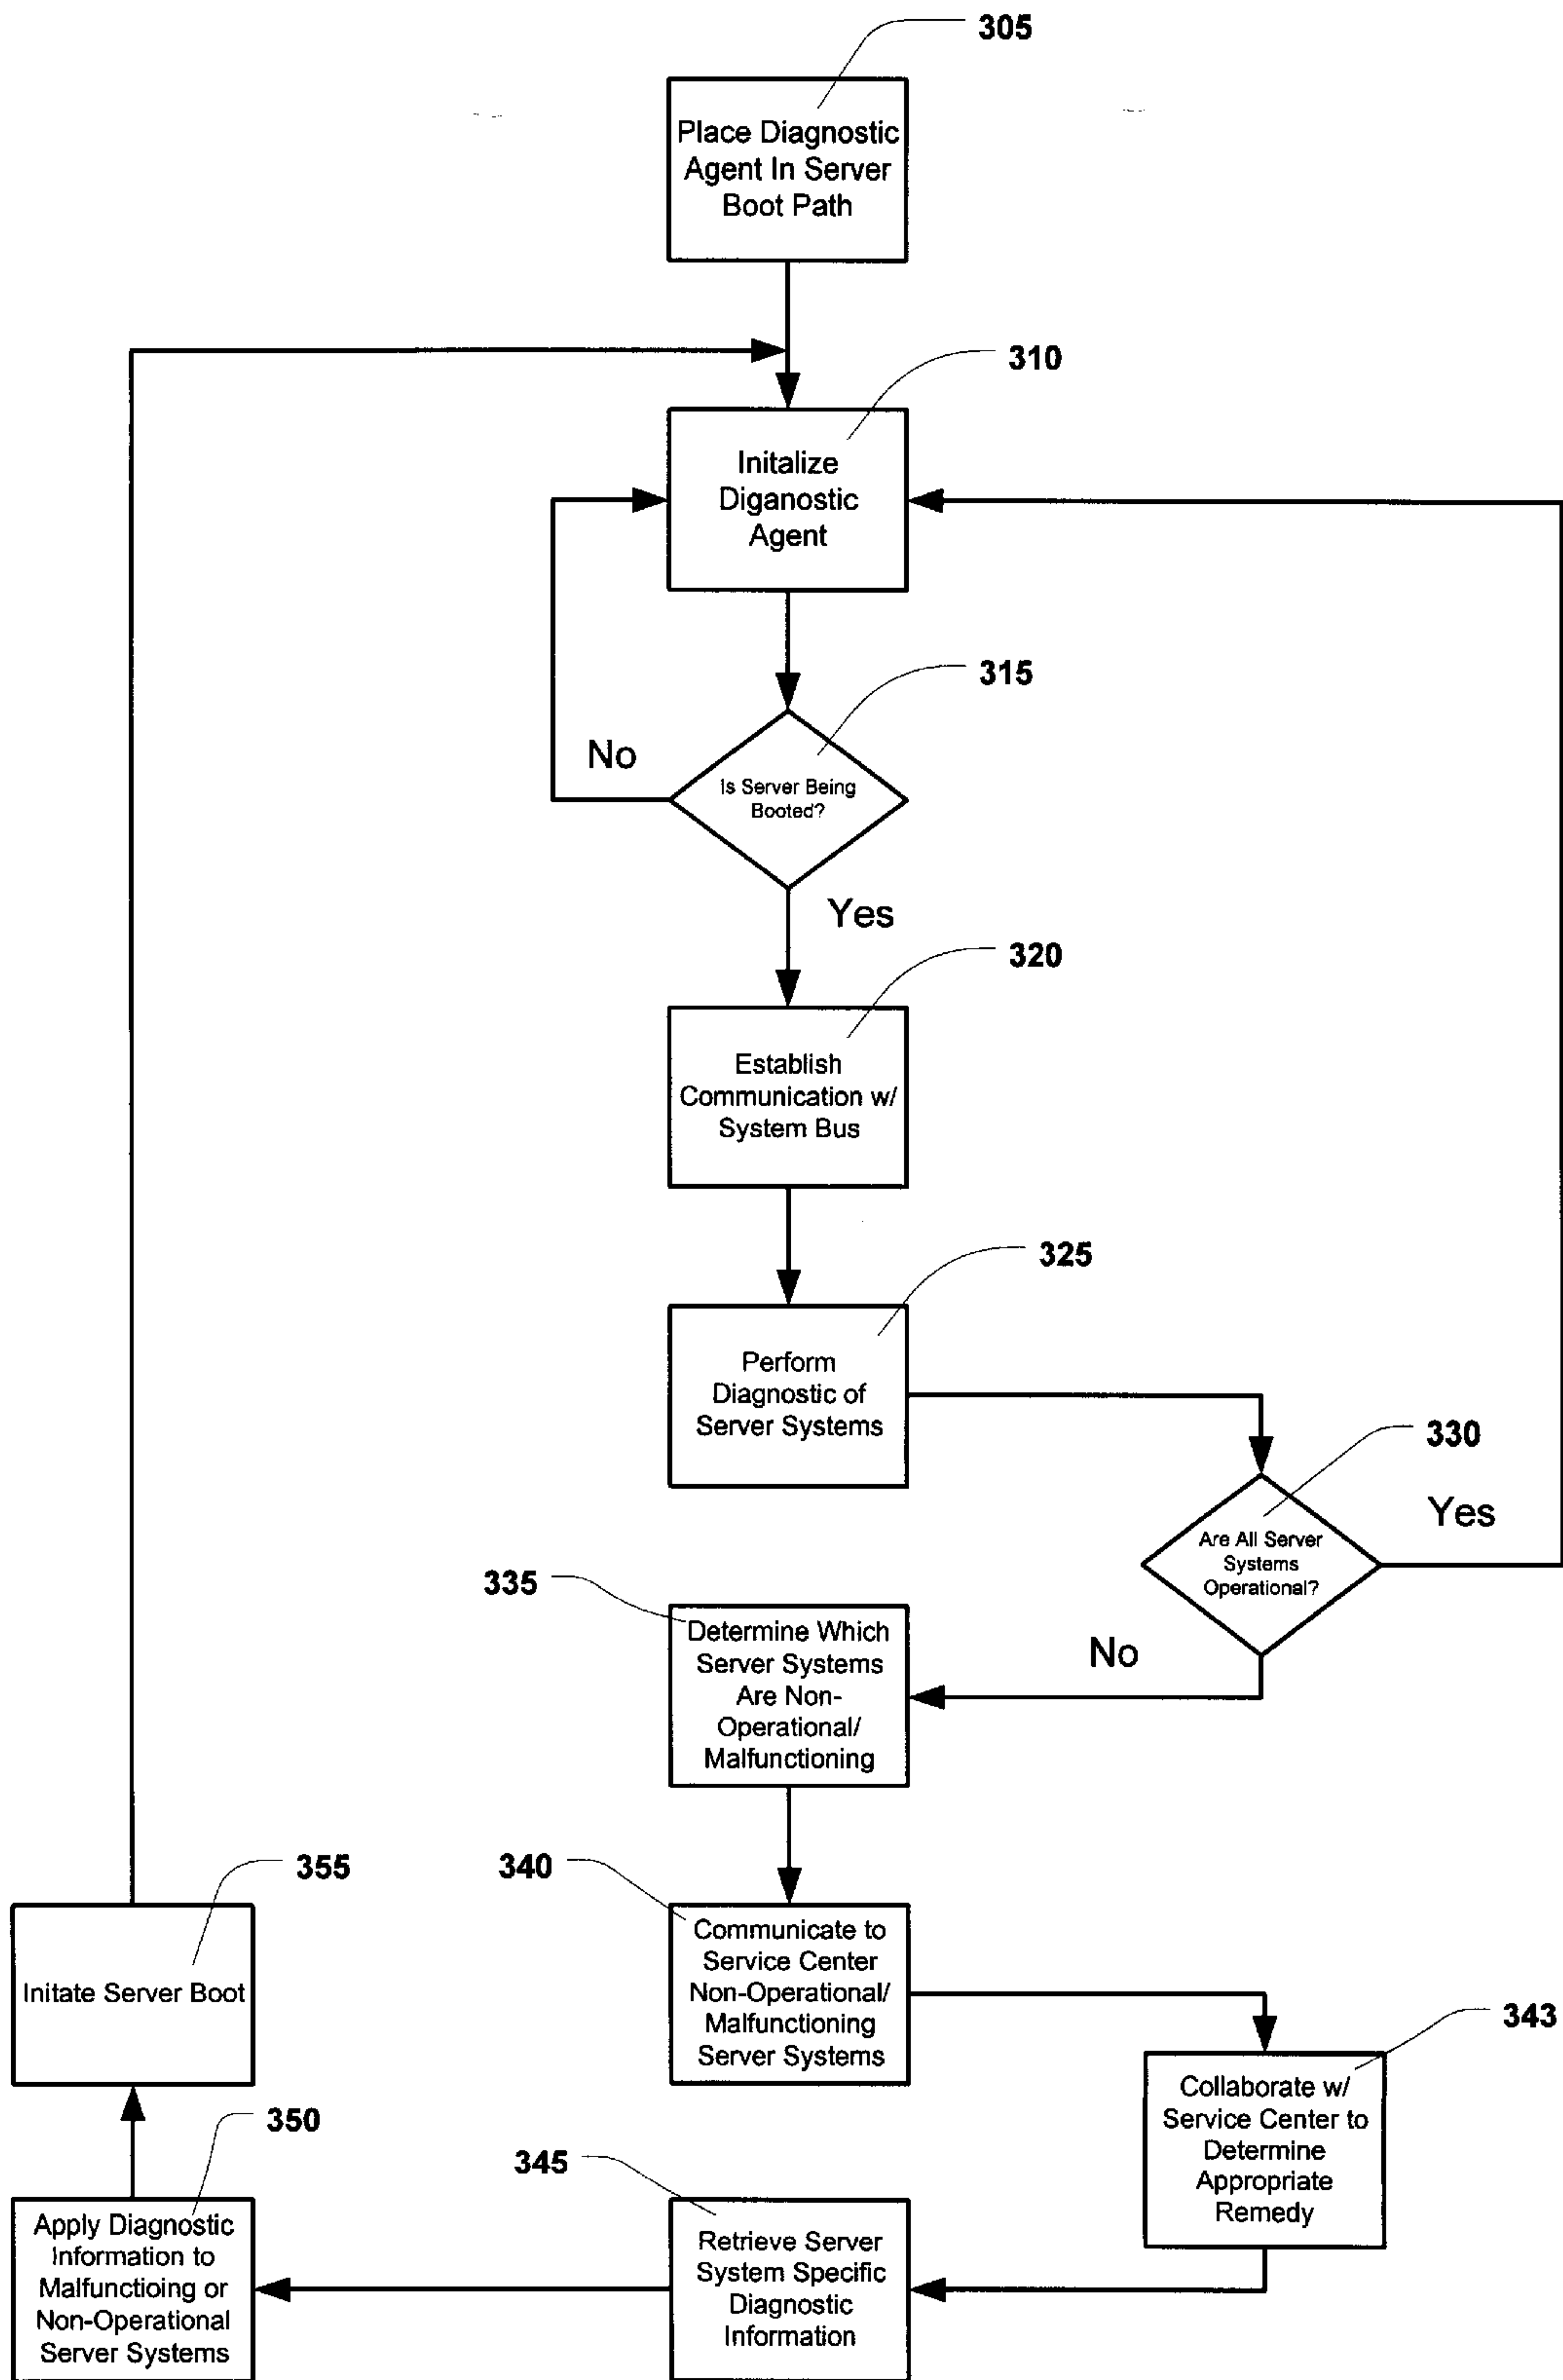 305
Place Diagnostic
Agent In Server
Boot Path
310
Initalize
Diganostic
Agent
315
No
Is Server Being
Booted?
Yes
320
Establish
Communication w/
System Bus
325
Perform
Diagnostic of
Server Systems
330
Yes
Are All Server
Systems
Operational?
335
No
Determine Which
Server Systems
Are Non-
Operational/
Malfunctioning
340
Communicate to
Service Center
Non-Operational/
Malfunctioning
Server Systems
343
Collaborate w/
Service Center to
Determine
Appropriate
Remedy
345
Retrieve Server
System Specific
Diagnostic
Information
350
Apply Diagnostic
Information to
Malfunctioing or
Non-Operational
Server Systems
355
Initate Server Boot